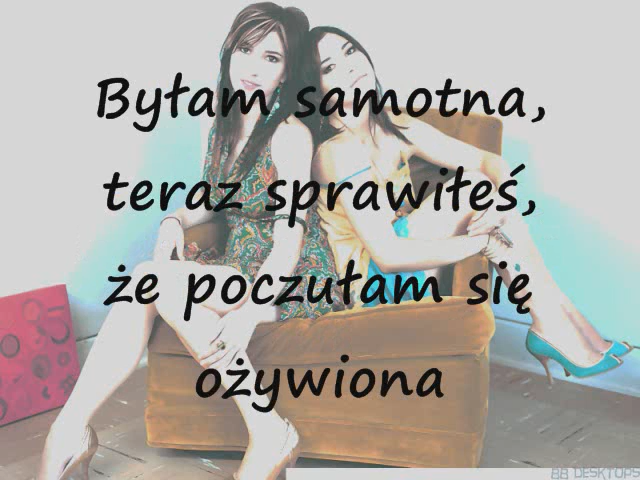 Byłam samotna,
teraz sprawiłeś,
że poczułam się
ożywiona
BB DESKTOPS